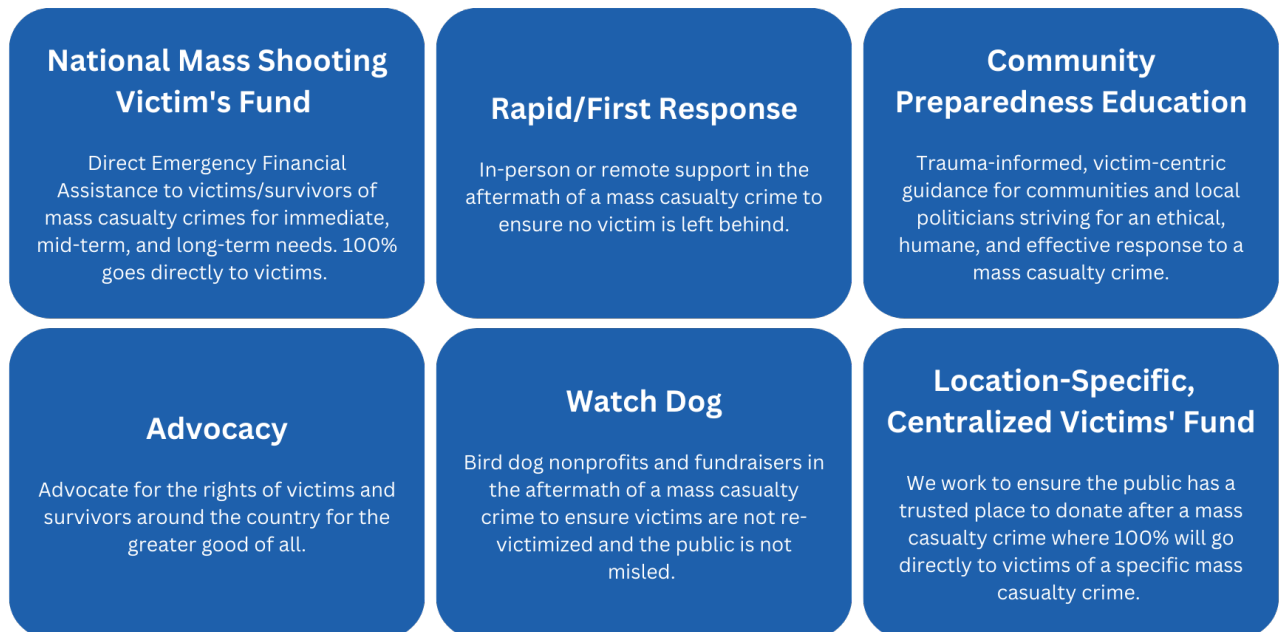 National Mass Shooting
Victim's Fund
Direct Emergency Financial
Assistance to victims/survivors of
mass casualty crimes for immediate,
mid-term, and long-term needs. 100%
goes directly to victims.
Rapid/First Response
In-person or remote support in the
aftermath of a mass casualty crime to
ensure no victim is left behind.
Community
Preparedness Education
Trauma-informed, victim-centric
guidance for communities and local
politicians striving for an ethical,
humane, and effective response to a
mass casualty crime.
Advocacy
Advocate for the rights of victims and
survivors around the country for the
greater good of all.
Watch Dog
Bird dog nonprofits and fundraisers in
the aftermath of a mass casualty
crime to ensure victims are not re-
victimized and the public is not
misled.
Location-Specific,
Centralized Victims' Fund
We work to ensure the public has a
trusted place to donate after a mass
casualty crime where 100% will go
directly to victims of a specific mass
casualty crime.